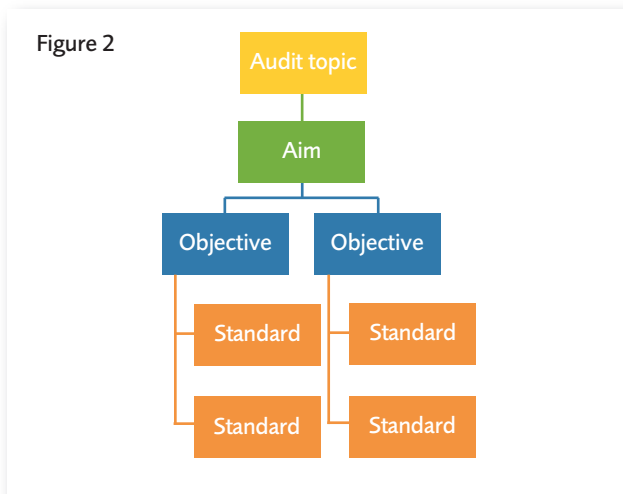 Figure 2
Audit topic
Aim
Objective
Objective
Standard
Standard
Standard
Standard